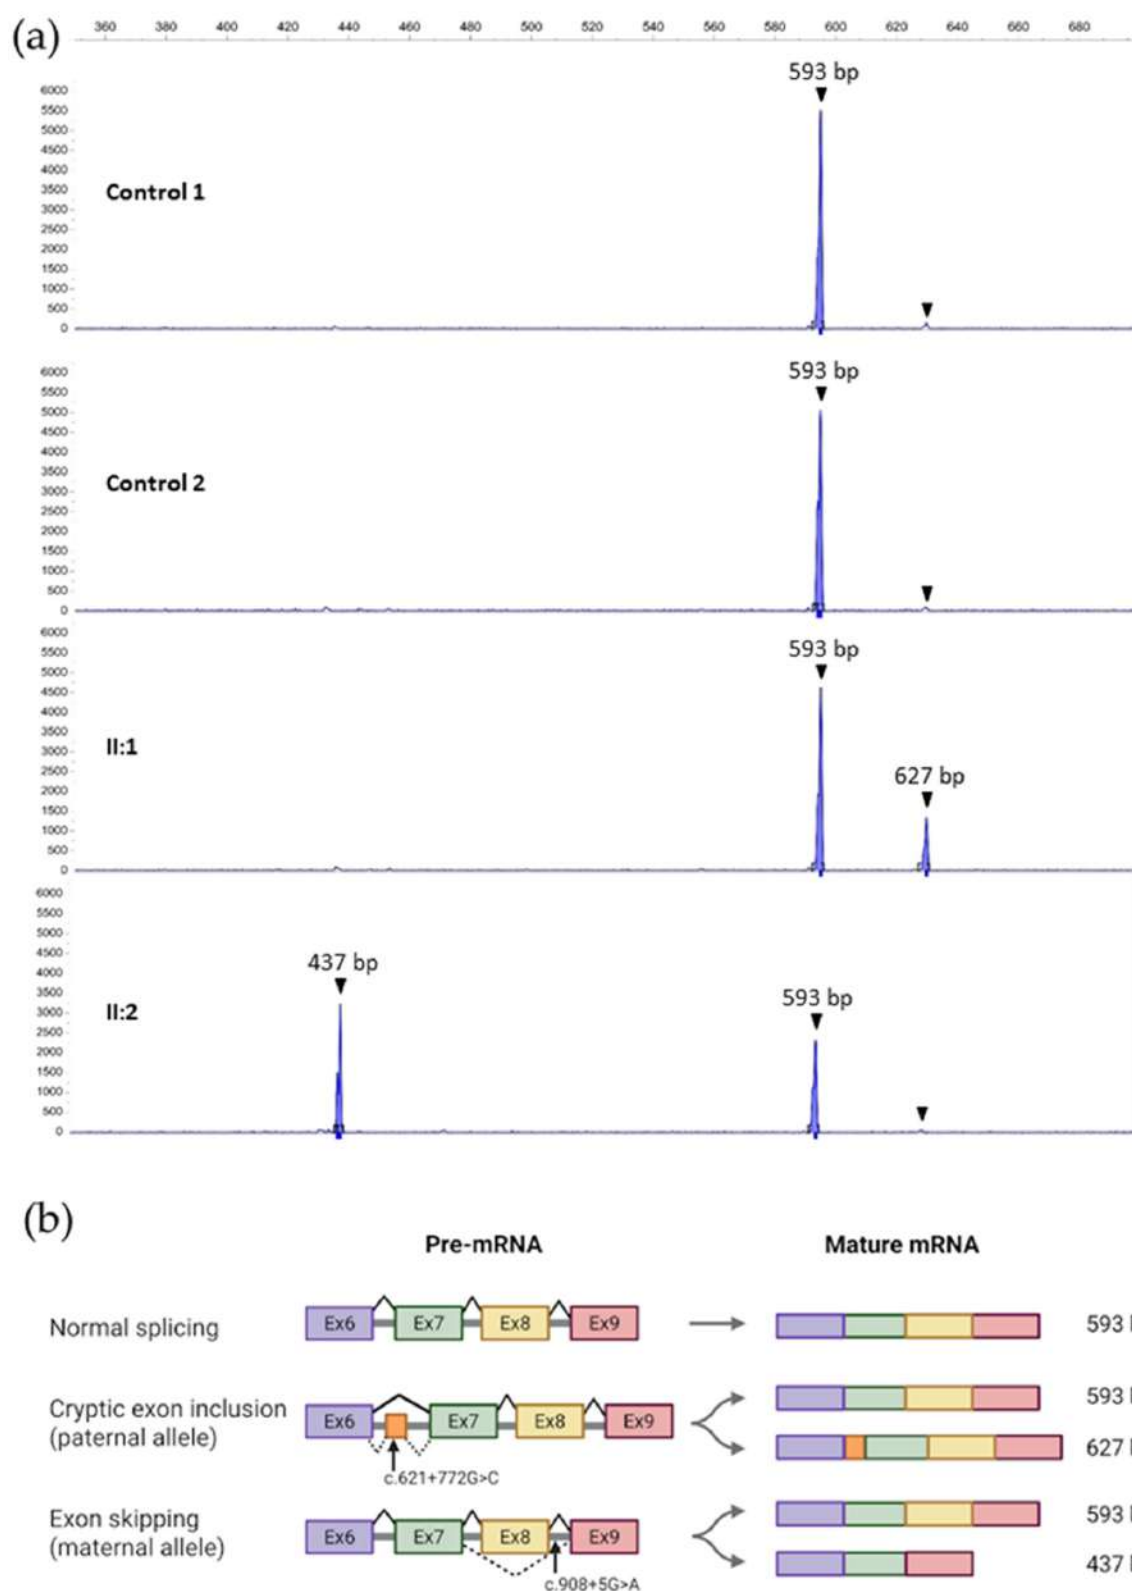 (a)
360 380 400 420 440 460 480 500 520 540 560 580 600 620 640 660 680
593 bp
6000
5500
5000
4500
4000
3500
Control 1
3000
2500
2000
1500
1000
500
0
593 bp
6000
5500
5000
4500
4000
3500
Control 2
3000
2500
2000
1500
1000
500
0
593 bp
6000
5500
5000
4500
4000
3500
II:1
3000
2500
627 bp
2000
1500
1000
500
0
6000
5500
5000
4500
437 bp
4000
3500
593 bp
II:2
3000
2500
2000
1500
1000
500
0
(b)
Pre-mRNA Mature mRNA
Normal splicing Ex6 Ex7 Ex8 Ex9 593
Cryptic exon inclusion 593
(paternal allele) Ex6 Ex7 Ex8 Ex9 627
c.621+772G>C
Exon skipping 593
(maternal allele) Ex6 Ex7 Ex8 Ex9 437
c.908+5G>A